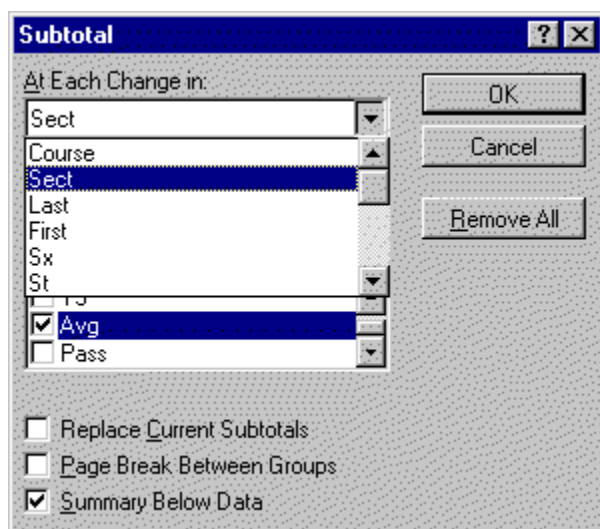 Subtotal
At Each Change in:
Sect
Course
Sect
Last
First
Sx
St
Avg
Pass
Replace Current Subtotals
Page Break Between Groups
Summary Below Data
OK
Cancel
Remove All